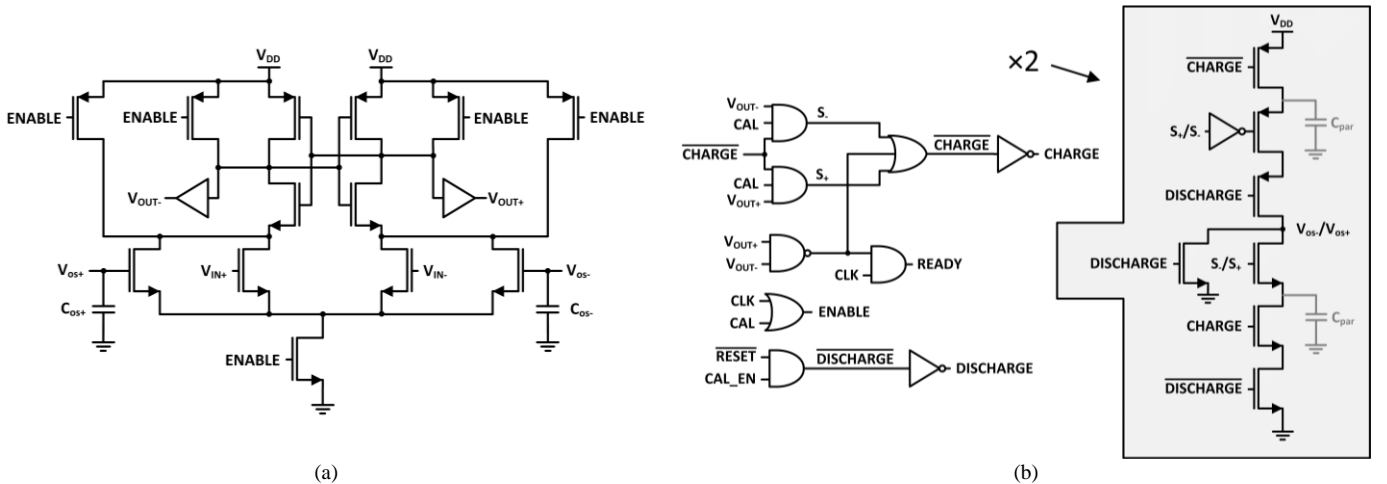 V_DD V_DD
ENABLE ENABLE ENABLE ENABLE
V_OUT- V_OUT+
V_os+ V_IN+ V_IN- V_os-
C_os+ C_os-
ENABLE
(a)
V_OUT-
CAL
S-
CHARGE
CHARGE
CHARGE
CAL
S+
V_OUT+
V_OUT+
V_OUT-
CLK
READY
CLK
CAL
ENABLE
RESET
CAL_EN
DISCHARGE
DISCHARGE
×2
V_DD
CHARGE
C_par
S+/S-
DISCHARGE
V_os-/V_os+
DISCHARGE
S-/S+
C_par
CHARGE
DISCHARGE
(b)